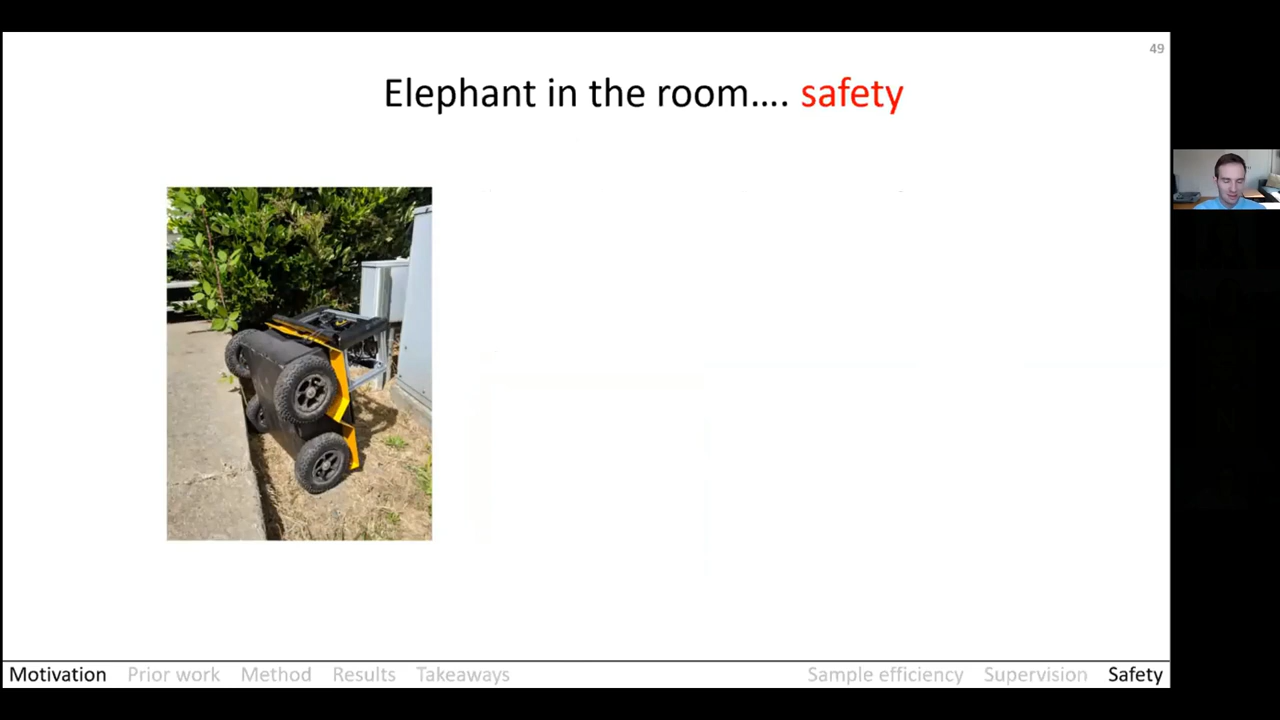 49
Elephant in the room.... safety
Motivation Prior work Method Results Takeaways Sample efficiency Supervision Safety